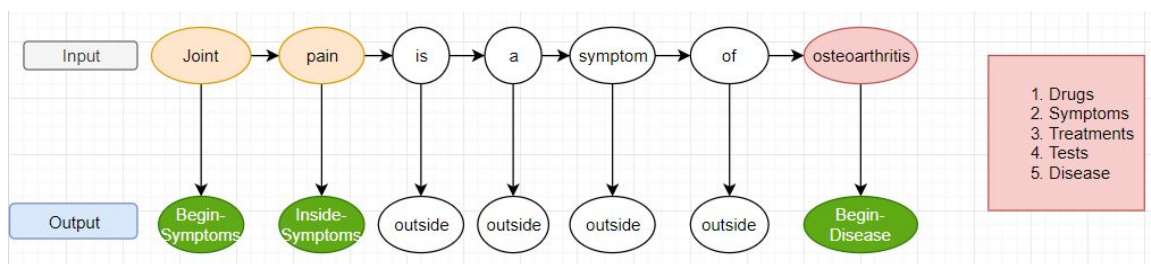 Input
Joint
pain
is
a
symptom
of
osteoarthritis
1. Drugs
2. Symptoms
3. Treatments
4. Tests
5. Disease
Output
Begin-
Symptoms
Inside-
Symptoms
outside
outside
outside
outside
Begin-
Disease